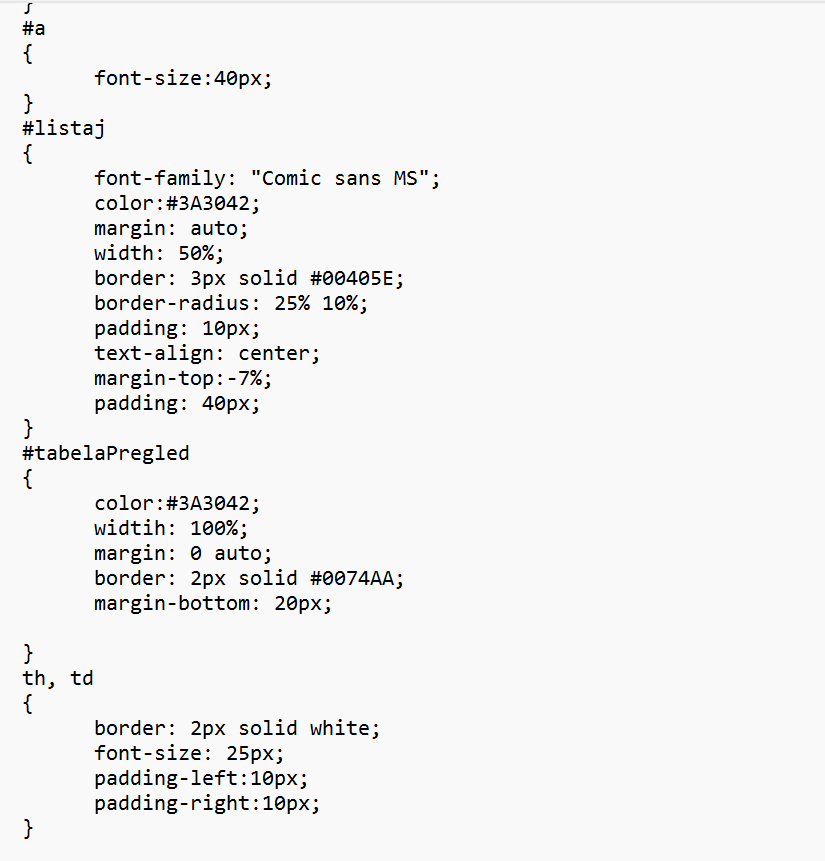 }
#a
{
font-size:40px;
}
#listaj
{
font-family: "Comic sans MS";
color:#3A3042;
margin: auto;
width: 50%;
border: 3px solid #00405E;
border-radius: 25% 10%;
padding: 10px;
text-align: center;
margin-top:-7%;
padding: 40px;
}
#tabelaPregled
{
color:#3A3042;
widtih: 100%;
margin: 0 auto;
border: 2px solid #0074AA;
margin-bottom: 20px;
}
th, td
{
border: 2px solid white;
font-size: 25px;
padding-left:10px;
padding-right:10px;
}